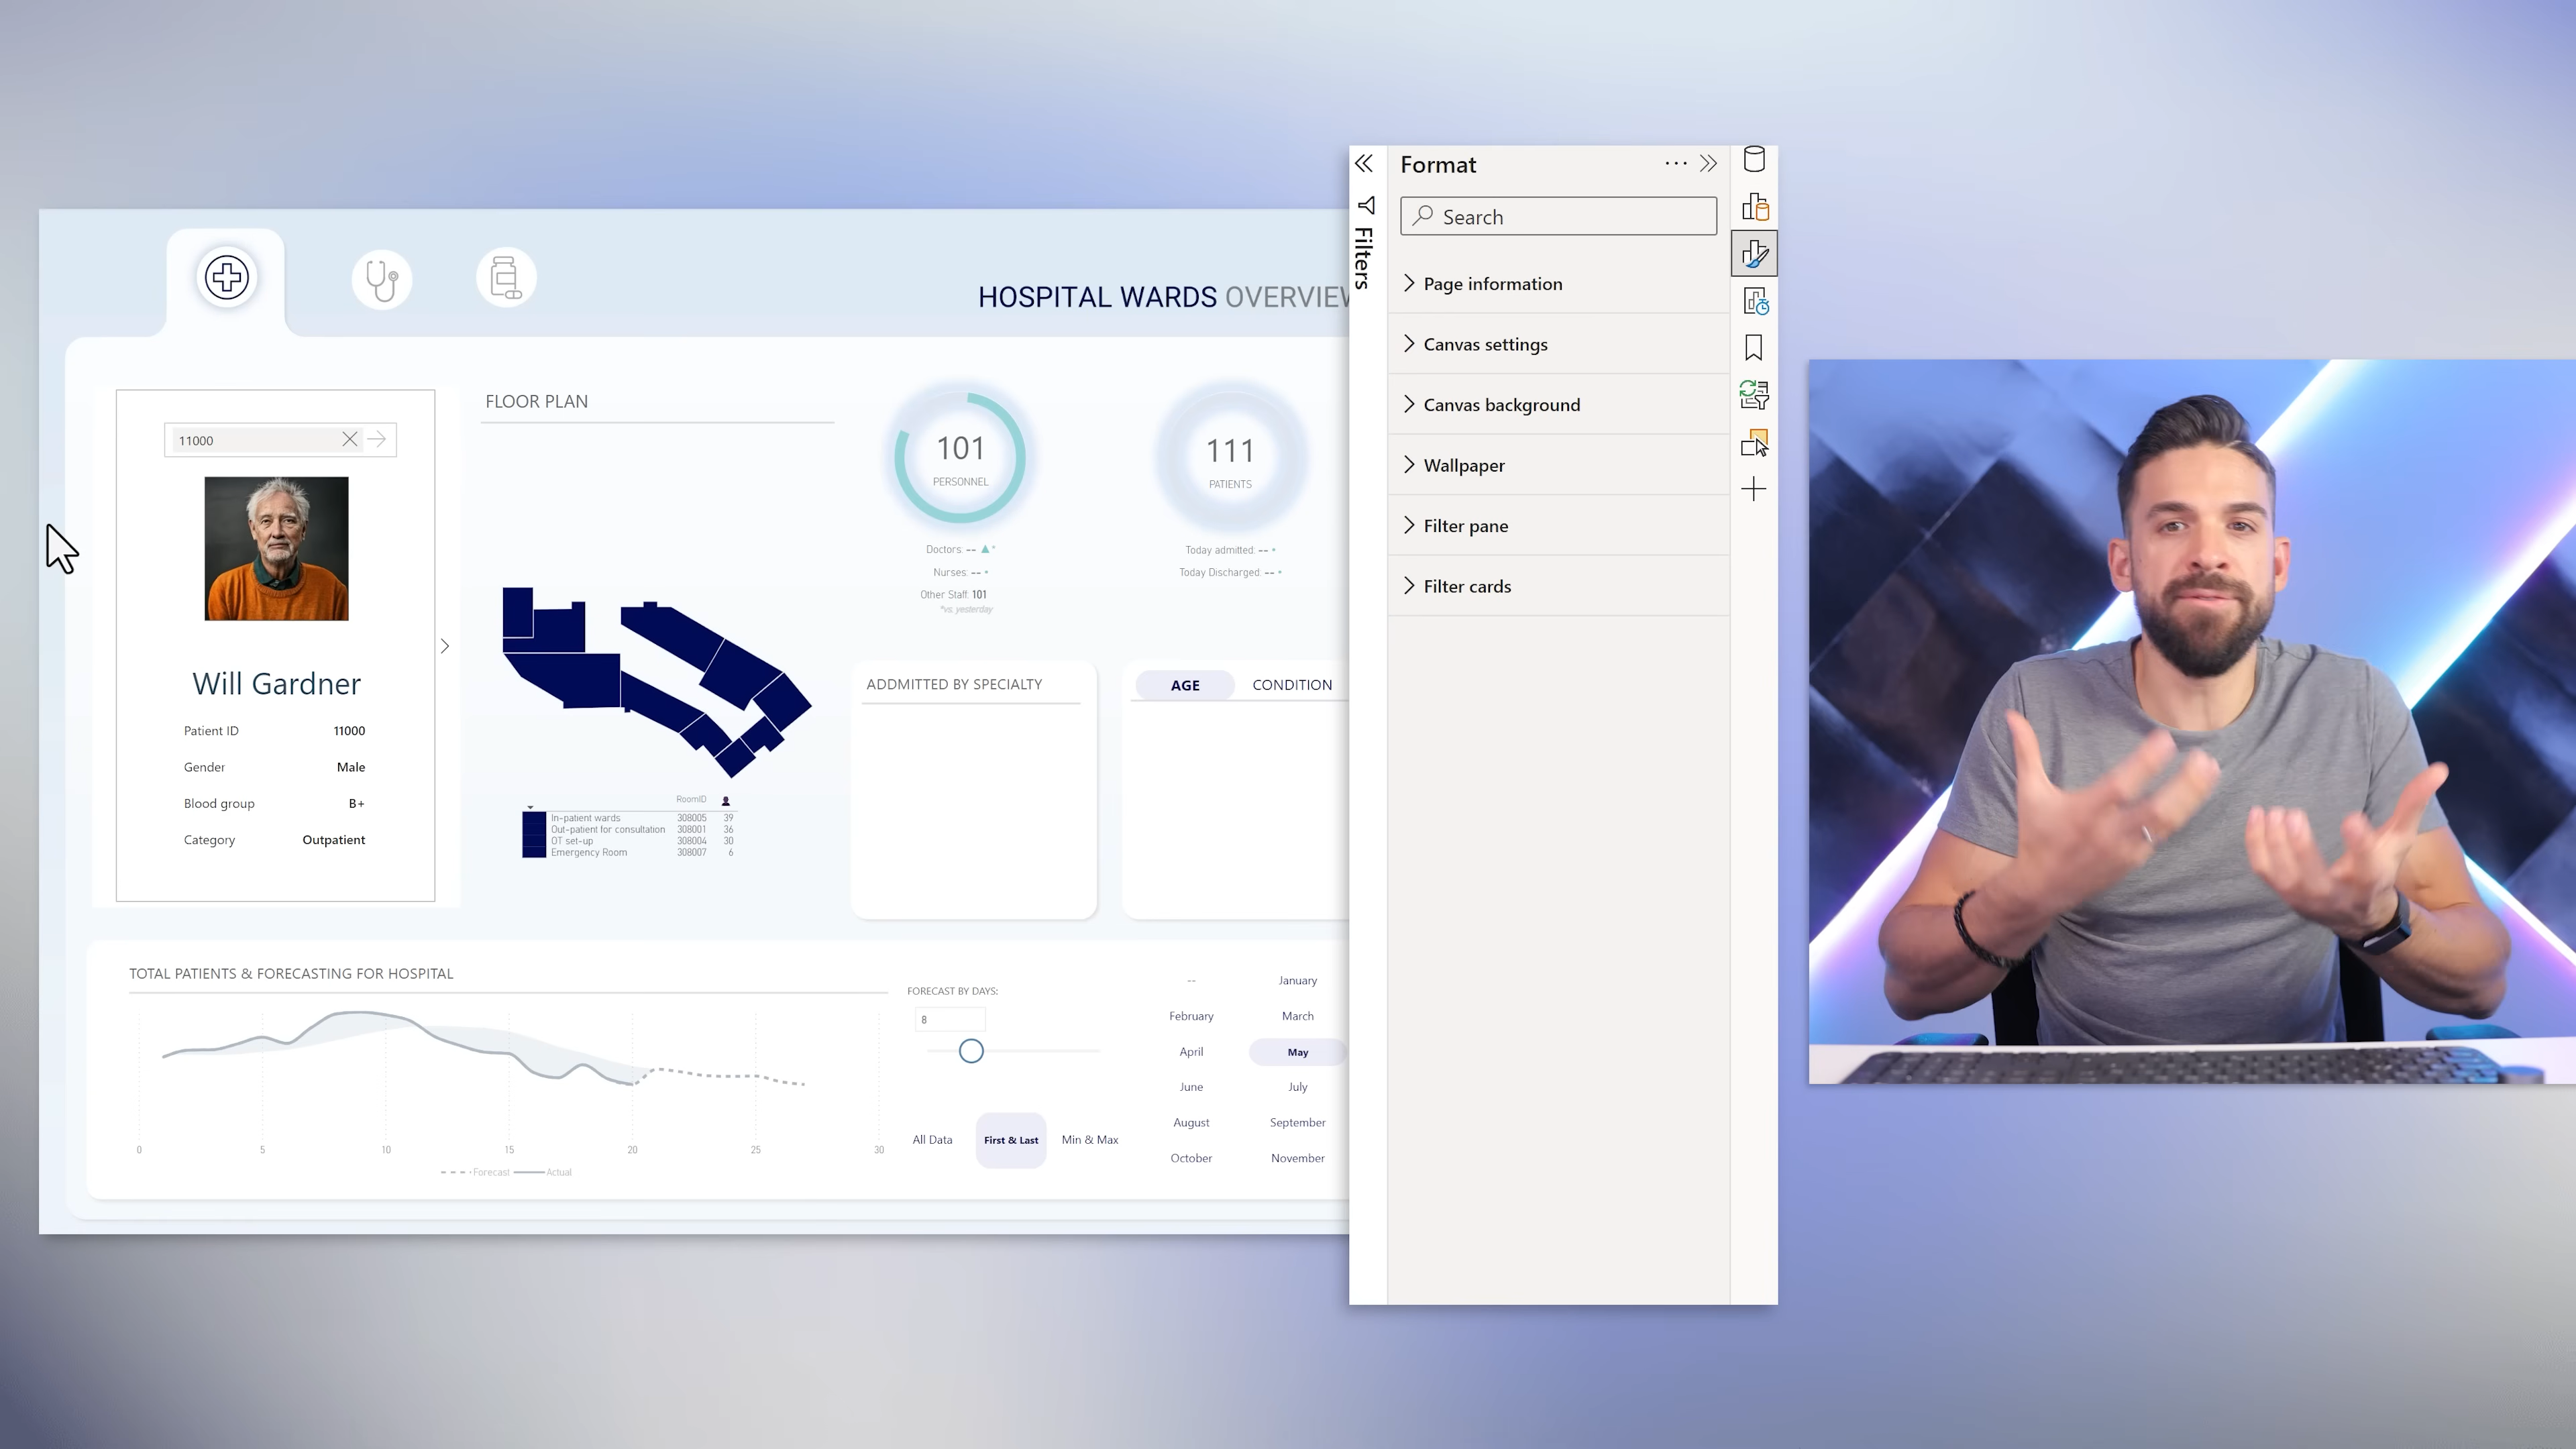 HOSPITAL WARDS OVERVIEW
11000
Will Gardner
Patient ID 11000
Gender Male
Blood group B+
Category Outpatient
FLOOR PLAN
RoomID
In-patient wards 308005 39
Out-patient for consultation 308001 36
OT set-up 308004 30
Emergency Room 308007 6
101
PERSONNEL
Doctors: -- ▲*
Nurses: -- *
Other Staff: 101
*vs. yesterday
111
PATIENTS
Today admitted: -- *
Today Discharged: -- *
ADDMITTED BY SPECIALTY
AGE CONDITION
TOTAL PATIENTS & FORECASTING FOR HOSPITAL
0 5 10 15 20 25 30
Forecast Actual
FORECAST BY DAYS:
8
All Data First & Last Min & Max
-- January
February March
April May
June July
August September
October November
Filters
Format
Search
Page information
Canvas settings
Canvas background
Wallpaper
Filter pane
Filter cards